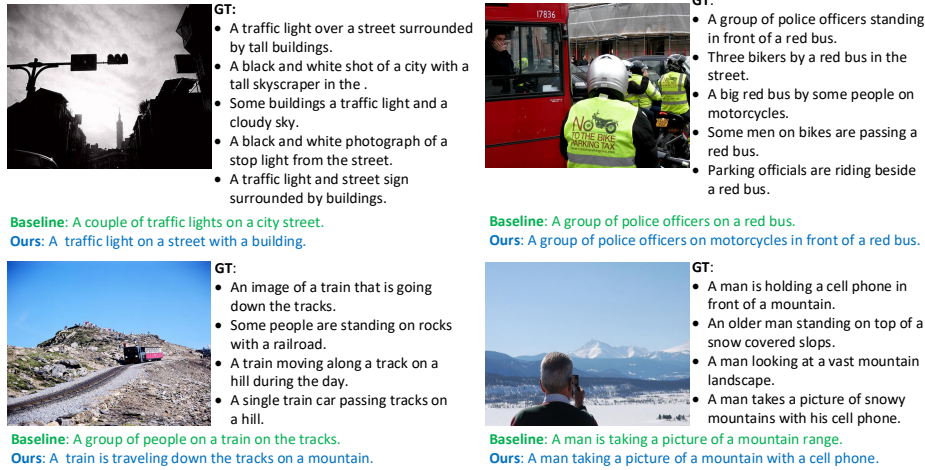 GT:
• A traffic light over a street surrounded
by tall buildings.
• A black and white shot of a city with a
tall skyscraper in the .
• Some buildings a traffic light and a
cloudy sky.
• A black and white photograph of a
stop light from the street.
• A traffic light and street sign
surrounded by buildings.
Baseline: A couple of traffic lights on a city street.
Ours: A traffic light on a street with a building.
17836
NO
TO THE BIKE
PARKING TAX
GT:
• A group of police officers standing
in front of a red bus.
• Three bikers by a red bus in the
street.
• A big red bus by some people on
motorcycles.
• Some men on bikes are passing a
red bus.
• Parking officials are riding beside
a red bus.
Baseline: A group of police officers on a red bus.
Ours: A group of police officers on motorcycles in front of a red bus.
GT:
• An image of a train that is going
down the tracks.
• Some people are standing on rocks
with a railroad.
• A train moving along a track on a
hill during the day.
• A single train car passing tracks on
a hill.
Baseline: A group of people on a train on the tracks.
Ours: A train is traveling down the tracks on a mountain.
GT:
• A man is holding a cell phone in
front of a mountain.
• An older man standing on top of a
snow covered slops.
• A man looking at a vast mountain
landscape.
• A man takes a picture of snowy
mountains with his cell phone.
Baseline: A man is taking a picture of a mountain range.
Ours: A man taking a picture of a mountain with a cell phone.